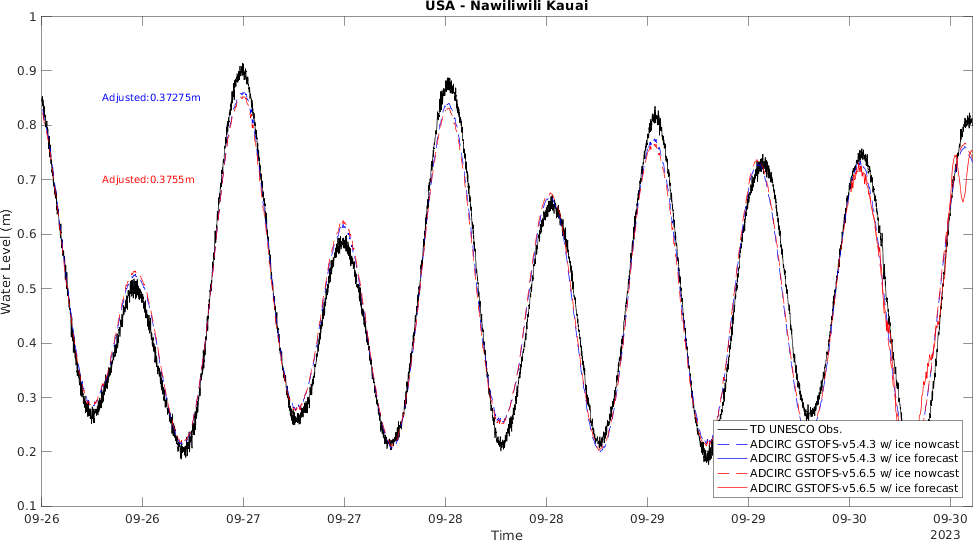 USA - Nawiliwili Kauai
1
0.9
0.8
0.7
0.6
0.5
0.4
0.3
0.2
0.1
Water Level (m)
Adjusted:0.37275m
Adjusted:0.3755m
TD UNESCO Obs.
ADCIRC GSTOFS-v5.4.3 w/ ice nowcast
ADCIRC GSTOFS-v5.4.3 w/ ice forecast
ADCIRC GSTOFS-v5.6.5 w/ ice nowcast
ADCIRC GSTOFS-v5.6.5 w/ ice forecast
09-26 09-26 09-27 09-27 09-28 09-28 09-29 09-29 09-30 09-30
2023
Time